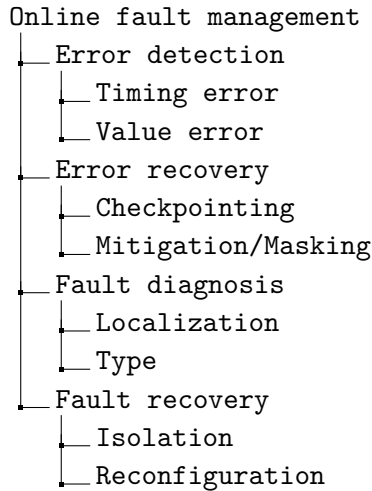 Online fault management
Error detection
Timing error
Value error
Error recovery
Checkpointing
Mitigation/Masking
Fault diagnosis
Localization
Type
Fault recovery
Isolation
Reconfiguration